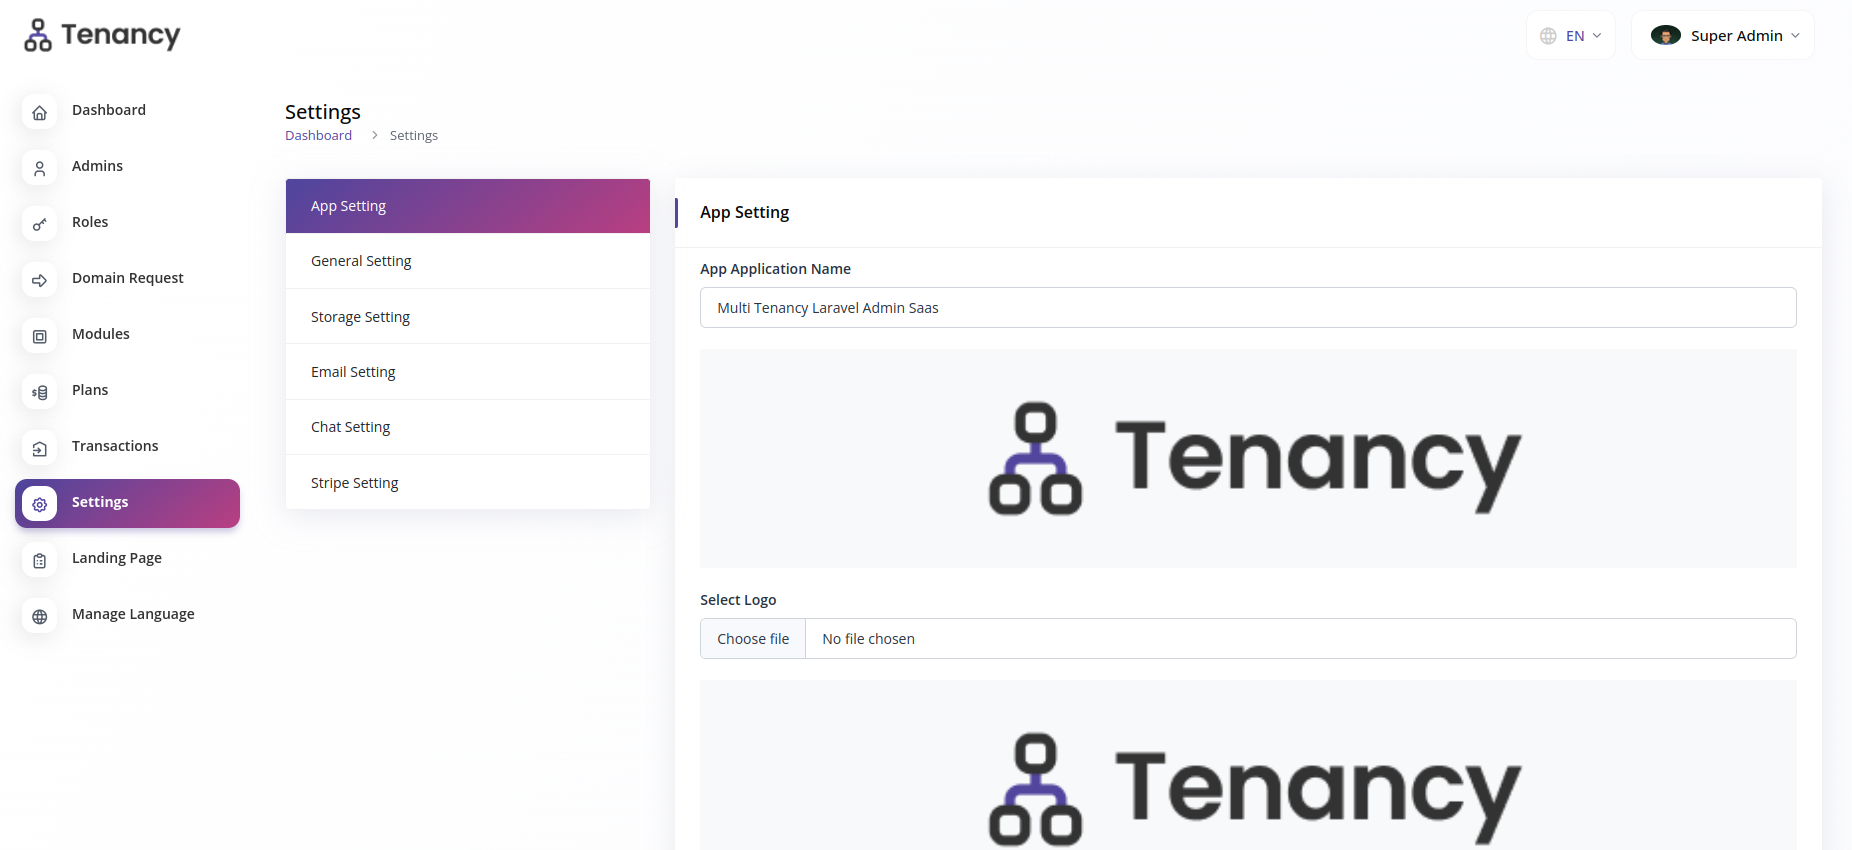 Tenancy
EN
Super Admin
Dashboard
Admins
Roles
Domain Request
Modules
Plans
Transactions
Settings
Landing Page
Manage Language
Settings
Dashboard > Settings
App Setting
General Setting
Storage Setting
Email Setting
Chat Setting
Stripe Setting
App Setting
App Application Name
Multi Tenancy Laravel Admin Saas
Tenancy
Select Logo
Choose file No file chosen
Tenancy